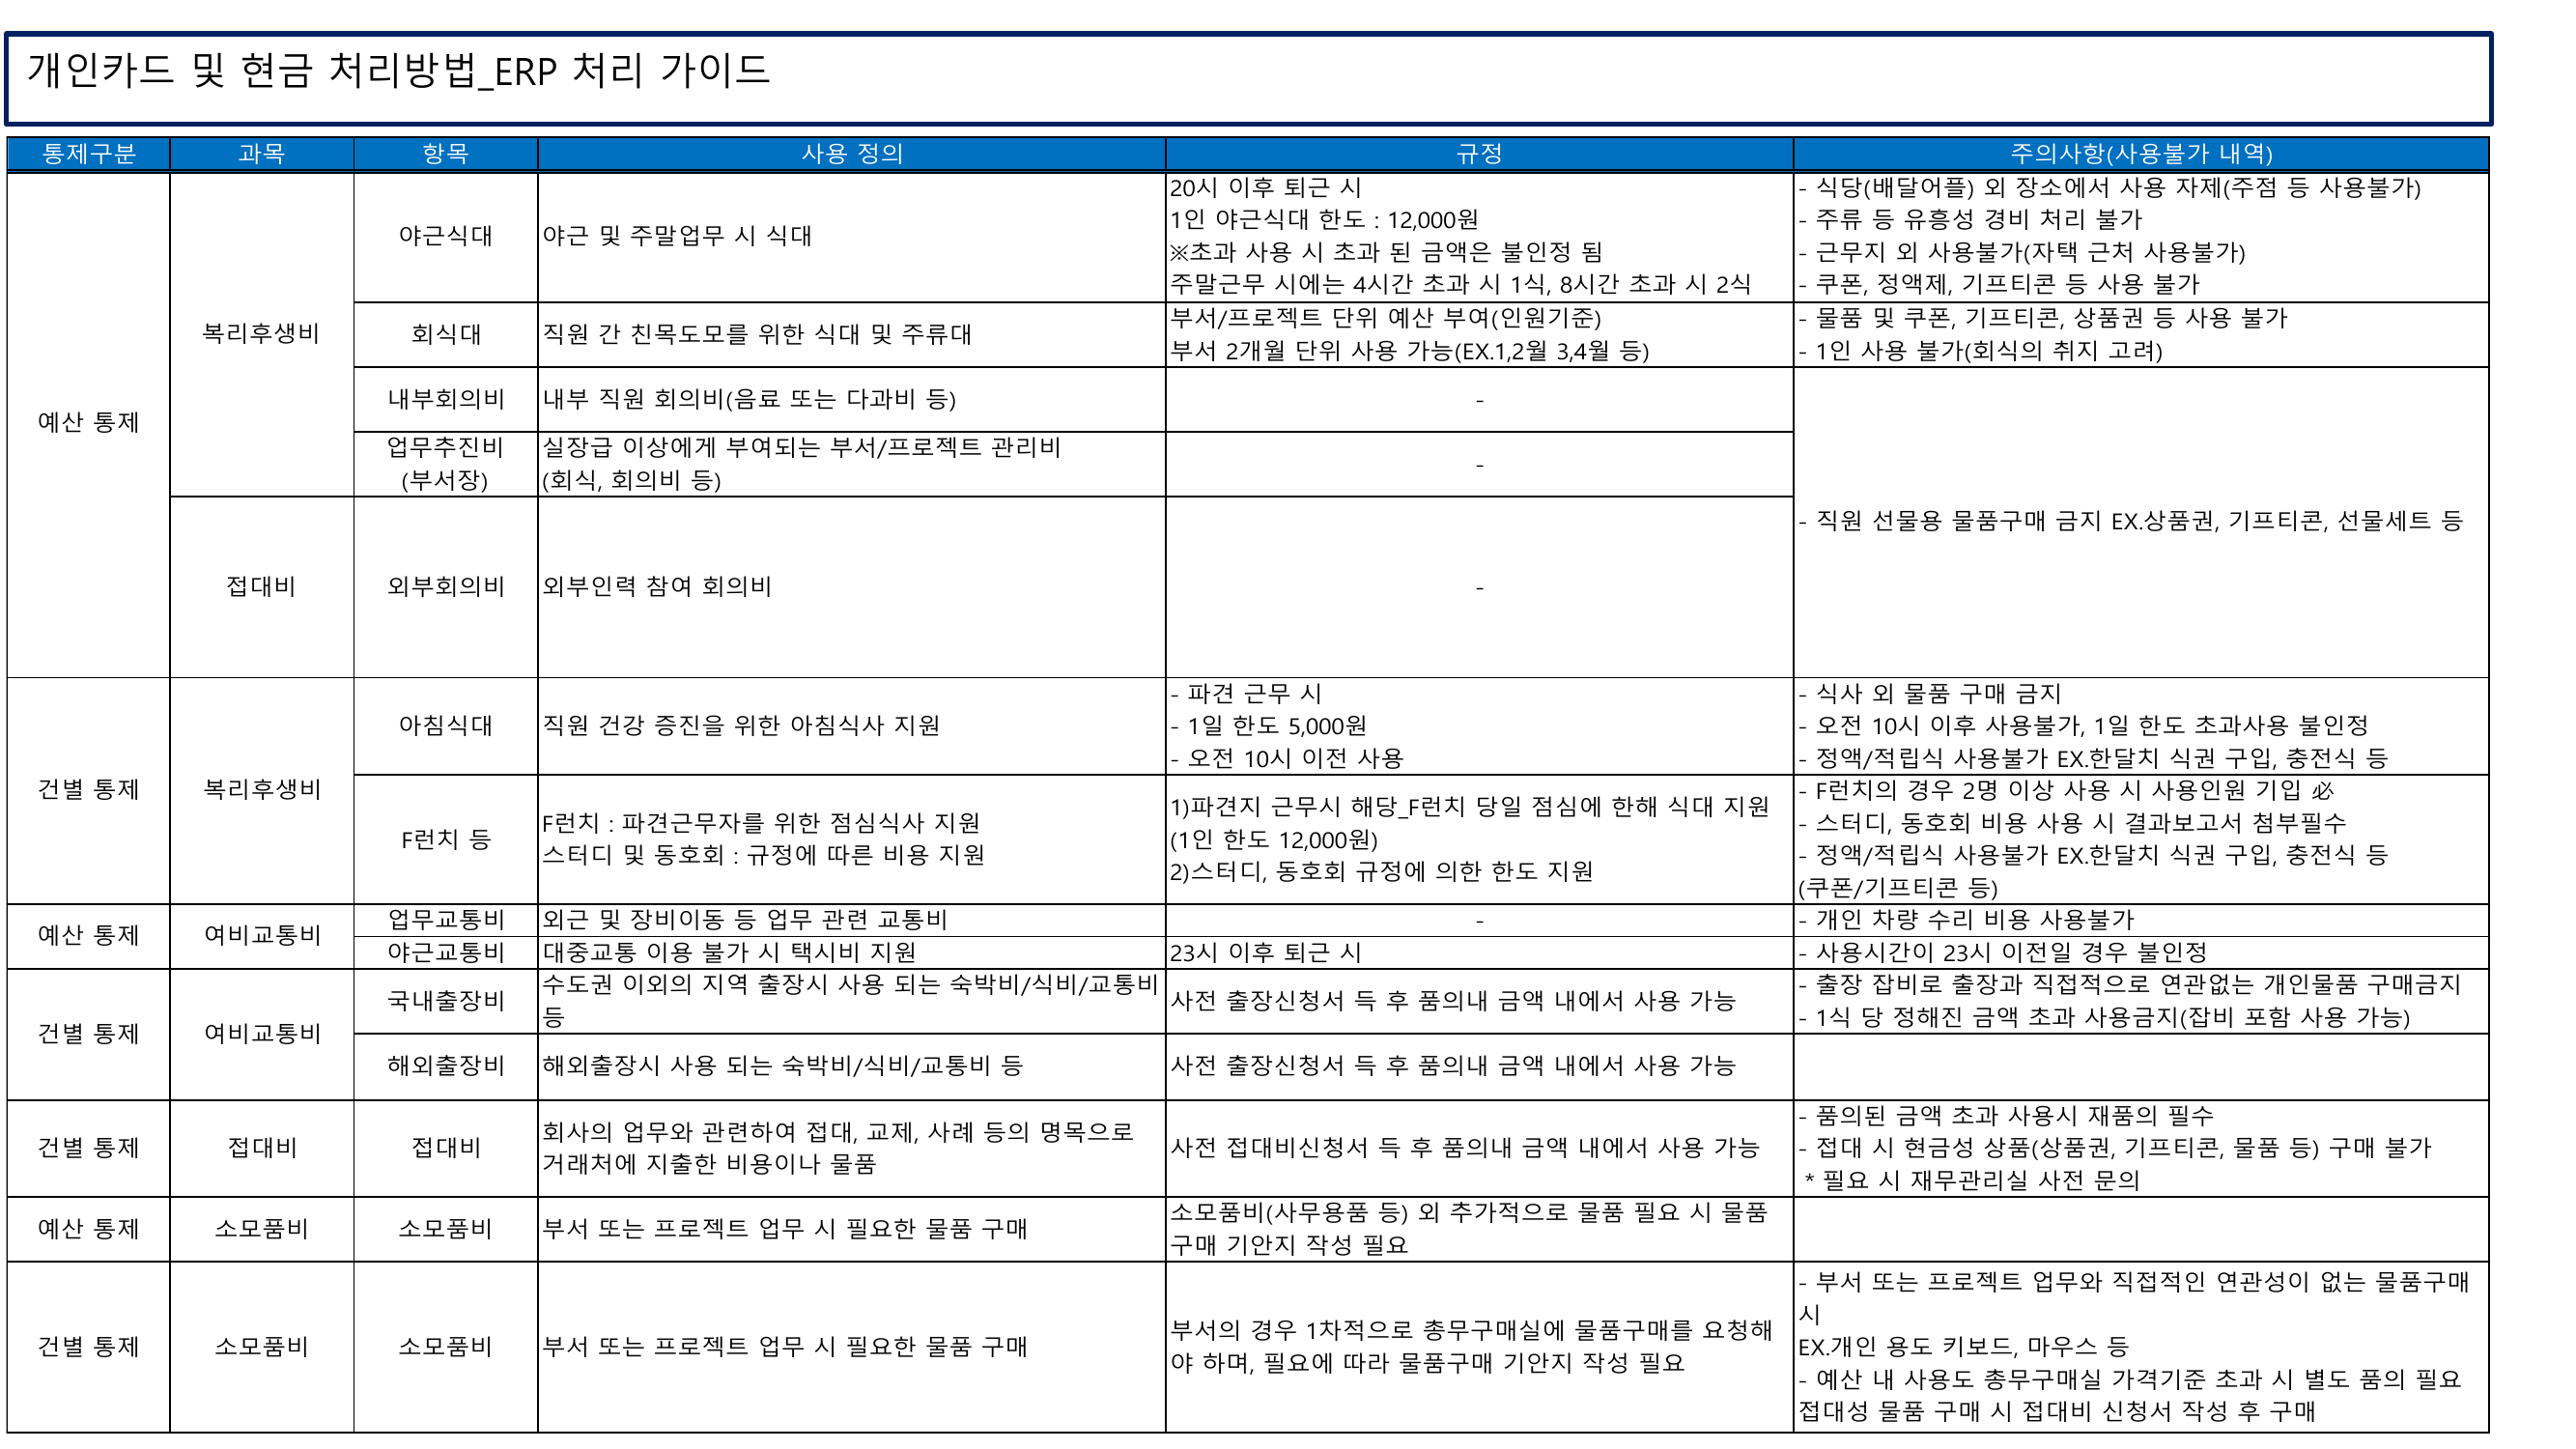 개인카드 및 현금 처리방법_ERP 처리 가이드
통제구분 과목 항목 사용 정의 규정 주의사항(사용불가 내역)
예산 통제
복리후생비
야근식대
야근 및 주말업무 시 식대
20시 이후 퇴근 시
1인 야근식대 한도 : 12,000원
※초과 사용 시 초과 된 금액은 불인정 됨
주말근무 시에는 4시간 초과 시 1식, 8시간 초과 시 2식
- 식당(배달어플) 외 장소에서 사용 자제(주점 등 사용불가)
- 주류 등 유흥성 경비 처리 불가
- 근무지 외 사용불가(자택 근처 사용불가)
- 쿠폰, 정액제, 기프티콘 등 사용 불가
회식대
직원 간 친목도모를 위한 식대 및 주류대
부서/프로젝트 단위 예산 부여(인원기준)
부서 2개월 단위 사용 가능(EX.1,2월 3,4월 등)
- 물품 및 쿠폰, 기프티콘, 상품권 등 사용 불가
- 1인 사용 불가(회식의 취지 고려)
내부회의비
내부 직원 회의비(음료 또는 다과비 등)
-
업무추진비
(부서장)
실장급 이상에게 부여되는 부서/프로젝트 관리비
(회식, 회의비 등)
-
- 직원 선물용 물품구매 금지 EX.상품권, 기프티콘, 선물세트 등
접대비
외부회의비
외부인력 참여 회의비
-
건별 통제
복리후생비
아침식대
직원 건강 증진을 위한 아침식사 지원
- 파견 근무 시
- 1일 한도 5,000원
- 오전 10시 이전 사용
- 식사 외 물품 구매 금지
- 오전 10시 이후 사용불가, 1일 한도 초과사용 불인정
- 정액/적립식 사용불가 EX.한달치 식권 구입, 충전식 등
F런치 등
F런치 : 파견근무자를 위한 점심식사 지원
스터디 및 동호회 : 규정에 따른 비용 지원
1)파견지 근무시 해당_F런치 당일 점심에 한해 식대 지원
(1인 한도 12,000원)
2)스터디, 동호회 규정에 의한 한도 지원
- F런치의 경우 2명 이상 사용 시 사용인원 기입 必
- 스터디, 동호회 비용 사용 시 결과보고서 첨부필수
- 정액/적립식 사용불가 EX.한달치 식권 구입, 충전식 등
(쿠폰/기프티콘 등)
예산 통제
여비교통비
업무교통비
외근 및 장비이동 등 업무 관련 교통비
-
- 개인 차량 수리 비용 사용불가
야근교통비
대중교통 이용 불가 시 택시비 지원
23시 이후 퇴근 시
- 사용시간이 23시 이전일 경우 불인정
건별 통제
여비교통비
국내출장비
수도권 이외의 지역 출장시 사용 되는 숙박비/식비/교통비
등
사전 출장신청서 득 후 품의내 금액 내에서 사용 가능
- 출장 잡비로 출장과 직접적으로 연관없는 개인물품 구매금지
- 1식 당 정해진 금액 초과 사용금지(잡비 포함 사용 가능)
해외출장비
해외출장시 사용 되는 숙박비/식비/교통비 등
사전 출장신청서 득 후 품의내 금액 내에서 사용 가능
건별 통제
접대비
접대비
회사의 업무와 관련하여 접대, 교제, 사례 등의 명목으로
거래처에 지출한 비용이나 물품
사전 접대비신청서 득 후 품의내 금액 내에서 사용 가능
- 품의된 금액 초과 사용시 재품의 필수
- 접대 시 현금성 상품(상품권, 기프티콘, 물품 등) 구매 불가
* 필요 시 재무관리실 사전 문의
예산 통제
소모품비
소모품비
부서 또는 프로젝트 업무 시 필요한 물품 구매
소모품비(사무용품 등) 외 추가적으로 물품 필요 시 물품
구매 기안지 작성 필요
건별 통제
소모품비
소모품비
부서 또는 프로젝트 업무 시 필요한 물품 구매
부서의 경우 1차적으로 총무구매실에 물품구매를 요청해
야 하며, 필요에 따라 물품구매 기안지 작성 필요
- 부서 또는 프로젝트 업무와 직접적인 연관성이 없는 물품구매
시
EX.개인 용도 키보드, 마우스 등
- 예산 내 사용도 총무구매실 가격기준 초과 시 별도 품의 필요
접대성 물품 구매 시 접대비 신청서 작성 후 구매